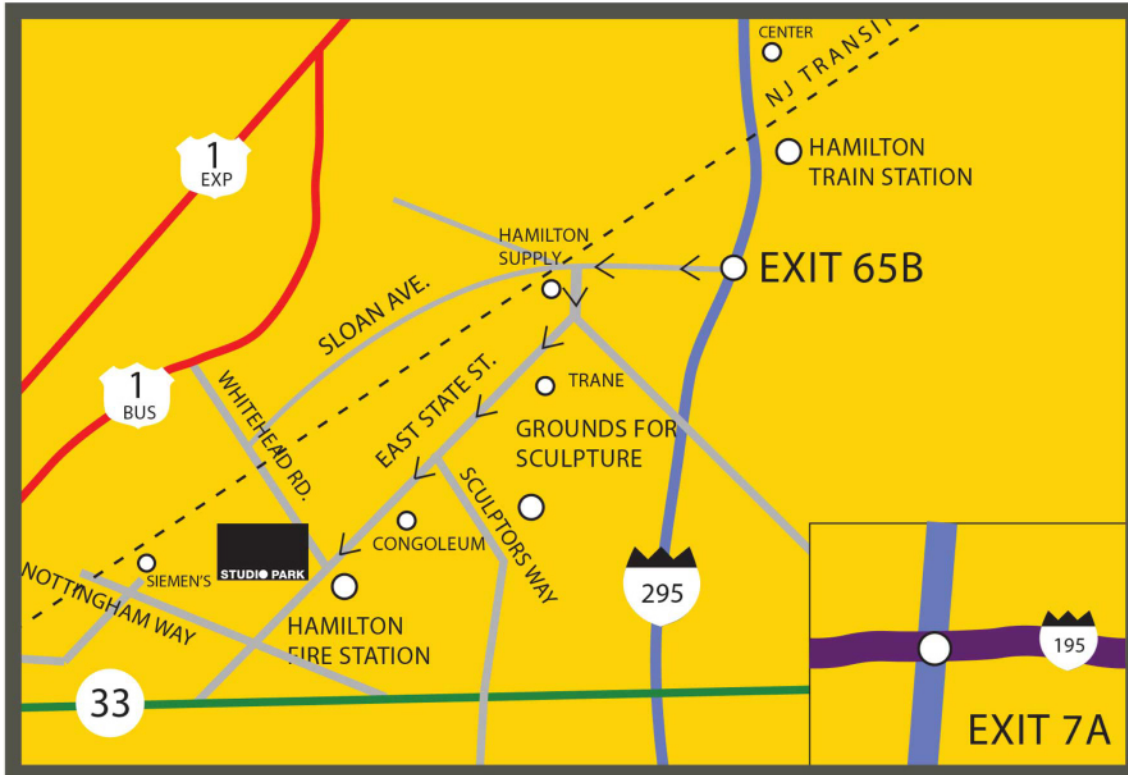 CENTER
NJ TRANSIT
1
EXP
HAMILTON
TRAIN STATION
HAMILTON
SUPPLY
EXIT 65B
SLOAN AVE.
1
BUS
WHITEHEAD RD.
TRANE
EAST STATE ST.
GROUNDS FOR
SCULPTURE
SCULPTORS WAY
CONGOLEUM
STUDIO PARK
SIEMEN'S
NOTTINGHAM WAY
295
HAMILTON
FIRE STATION
33
195
EXIT 7A